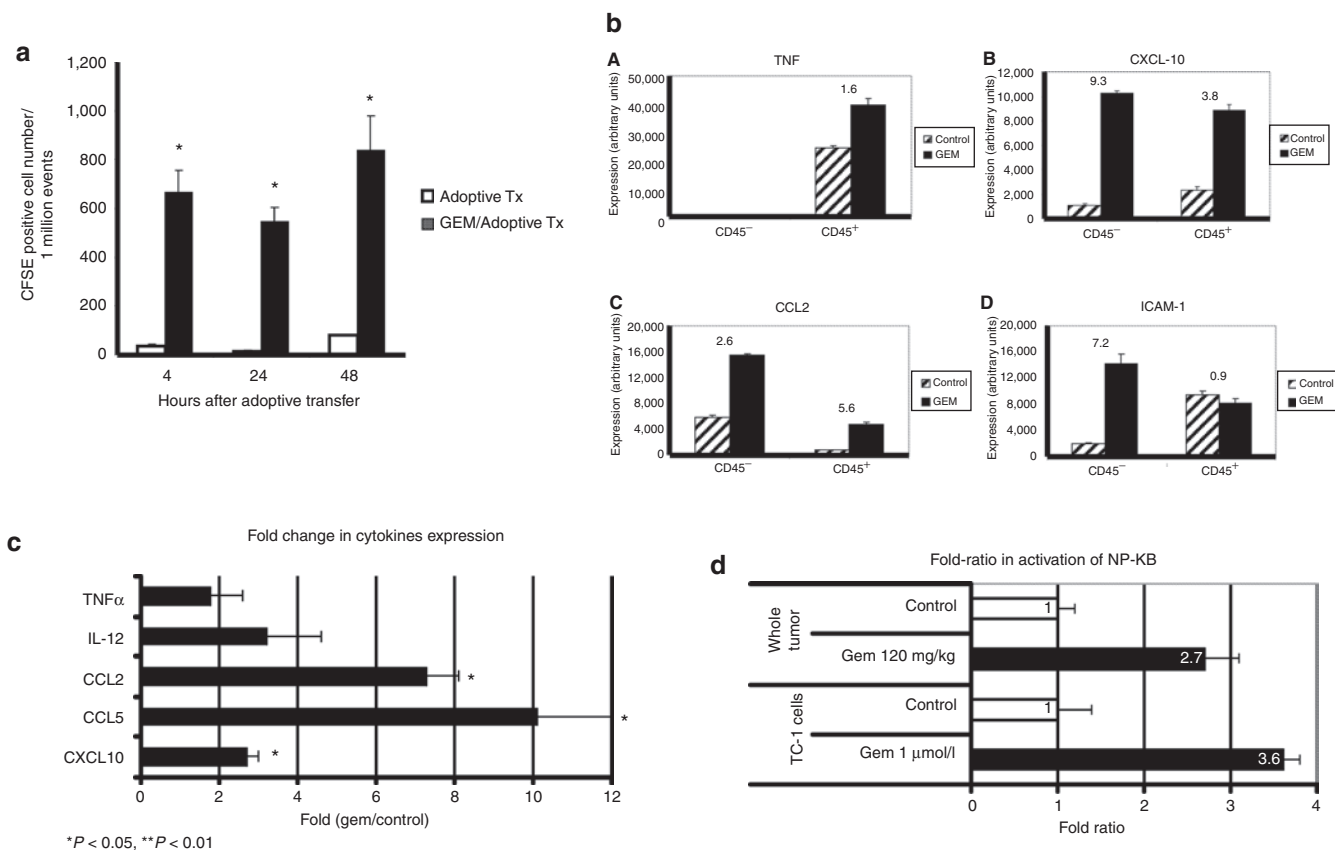 a
CFSE positive cell number/
1 million events
1,200
1,000
800
600
400
200
0
*
*
*
4
24
48
Hours after adoptive transfer
Adoptive Tx
GEM/Adoptive Tx
b
A
TNF
Expression (arbitrary units)
50,000
40,000
30,000
20,000
10,000
0
1.6
CD45⁻
CD45⁺
Control
GEM
B
CXCL-10
Expression (arbitrary units)
12,000
10,000
8,000
6,000
4,000
2,000
0
9.3
3.8
CD45⁻
CD45⁺
Control
GEM
C
CCL2
Expression (arbitrary units)
20,000
16,000
12,000
8,000
4,000
0
2.6
5.6
CD45⁻
CD45⁺
Control
GEM
D
ICAM-1
Expression (arbitrary units)
20,000
16,000
12,000
8,000
4,000
0
7.2
0.9
CD45⁻
CD45⁺
Control
GEM
c
Fold change in cytokines expression
TNFα
IL-12
CCL2
*
CCL5
*
CXCL10
*
0
2
4
6
8
10
12
Fold (gem/control)
*P < 0.05, **P < 0.01
d
Fold-ratio in activation of NP-KB
Whole
tumor
Control
1
Gem 120 mg/kg
2.7
TC-1 cells
Control
1
Gem 1 μmol/l
3.6
0
1
2
3
4
Fold ratio